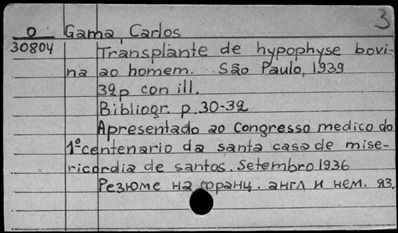 3
0 Gama, Carlos
30804 Transplante de hypophyse bovi-
na ao homem. São Paulo, 1939
32p con ill.
Bibliogr. p. 30-32
Apresentado ao Congresso medico do
1º centenario da santa casa de mise-
ricordia de santos. Setembro 1936
Резюме на франц. англ и нем. яз.